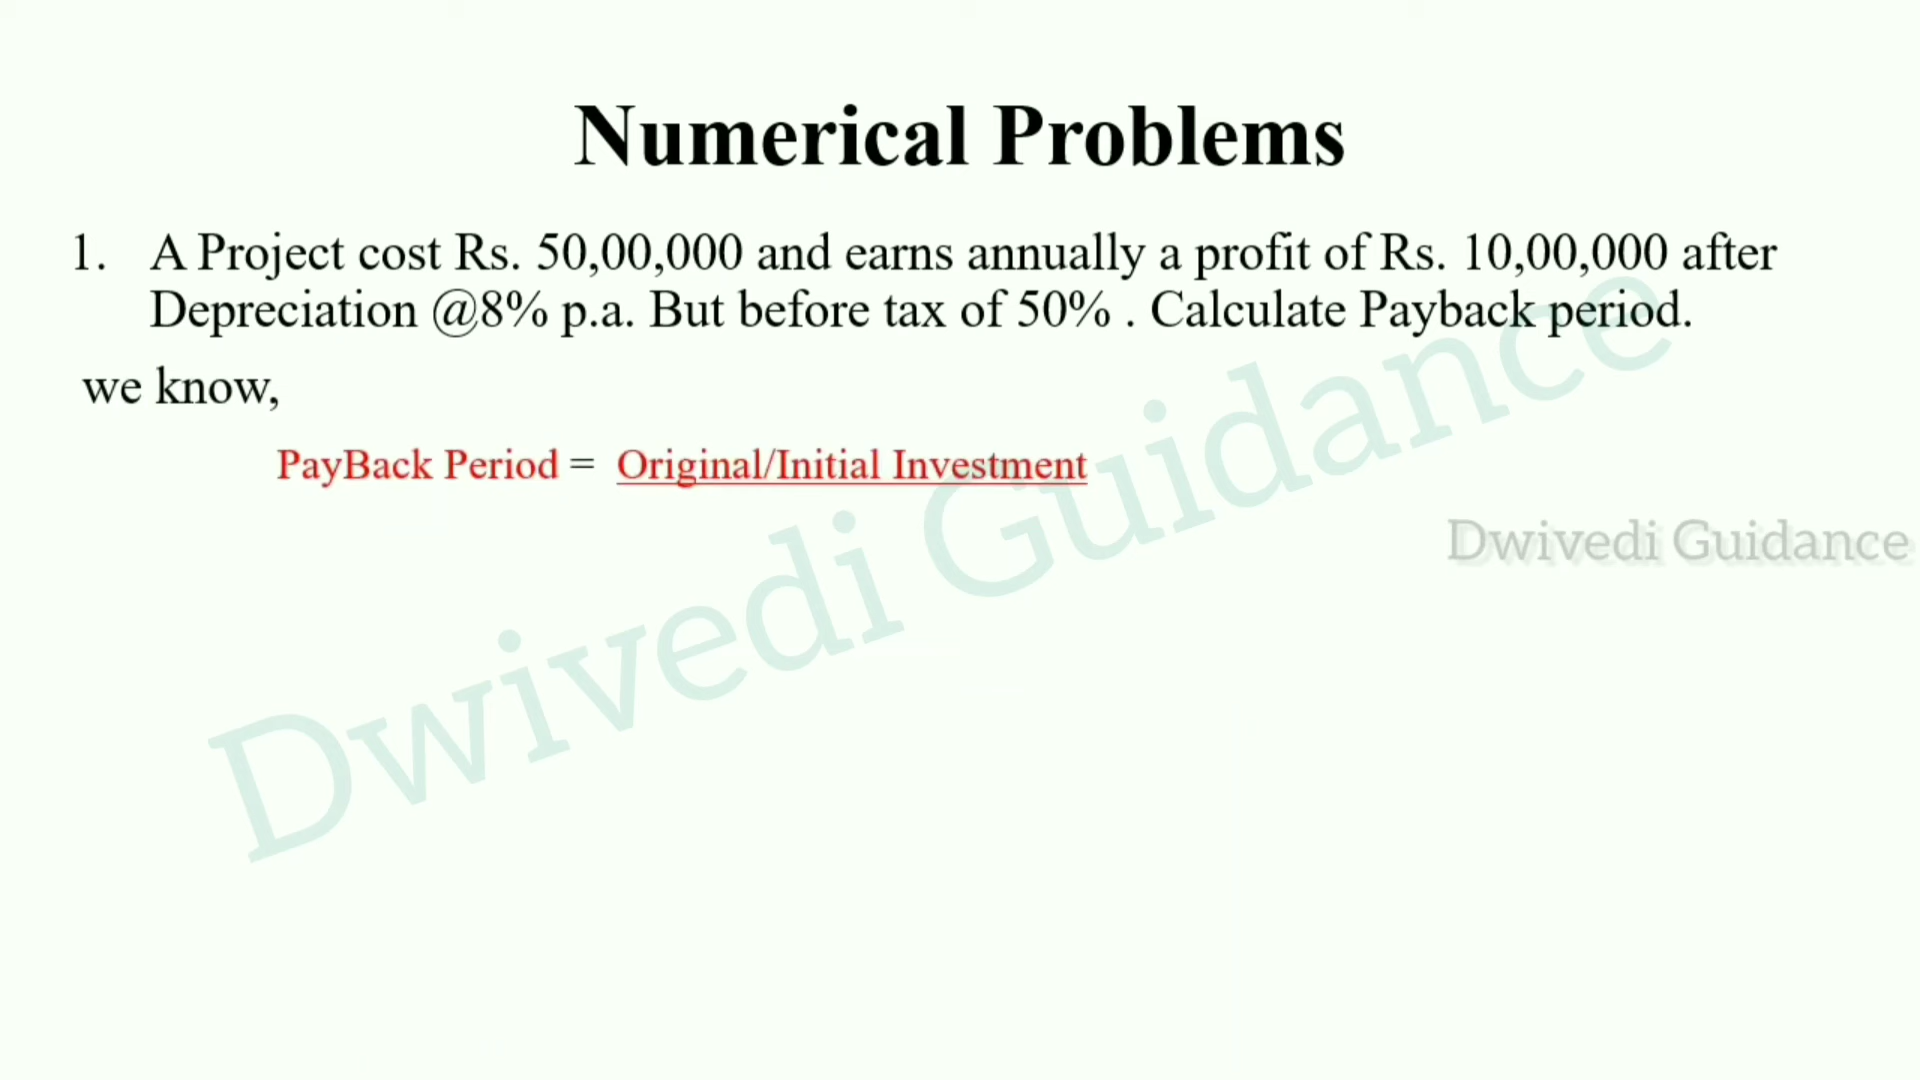 Numerical Problems
1. A Project cost Rs. 50,00,000 and earns annually a profit of Rs. 10,00,000 after
Depreciation @8% p.a. But before tax of 50% . Calculate Payback period.
we know,
PayBack Period = Original/Initial Investment
Dwivedi Guidance
Dwivedi Guidance